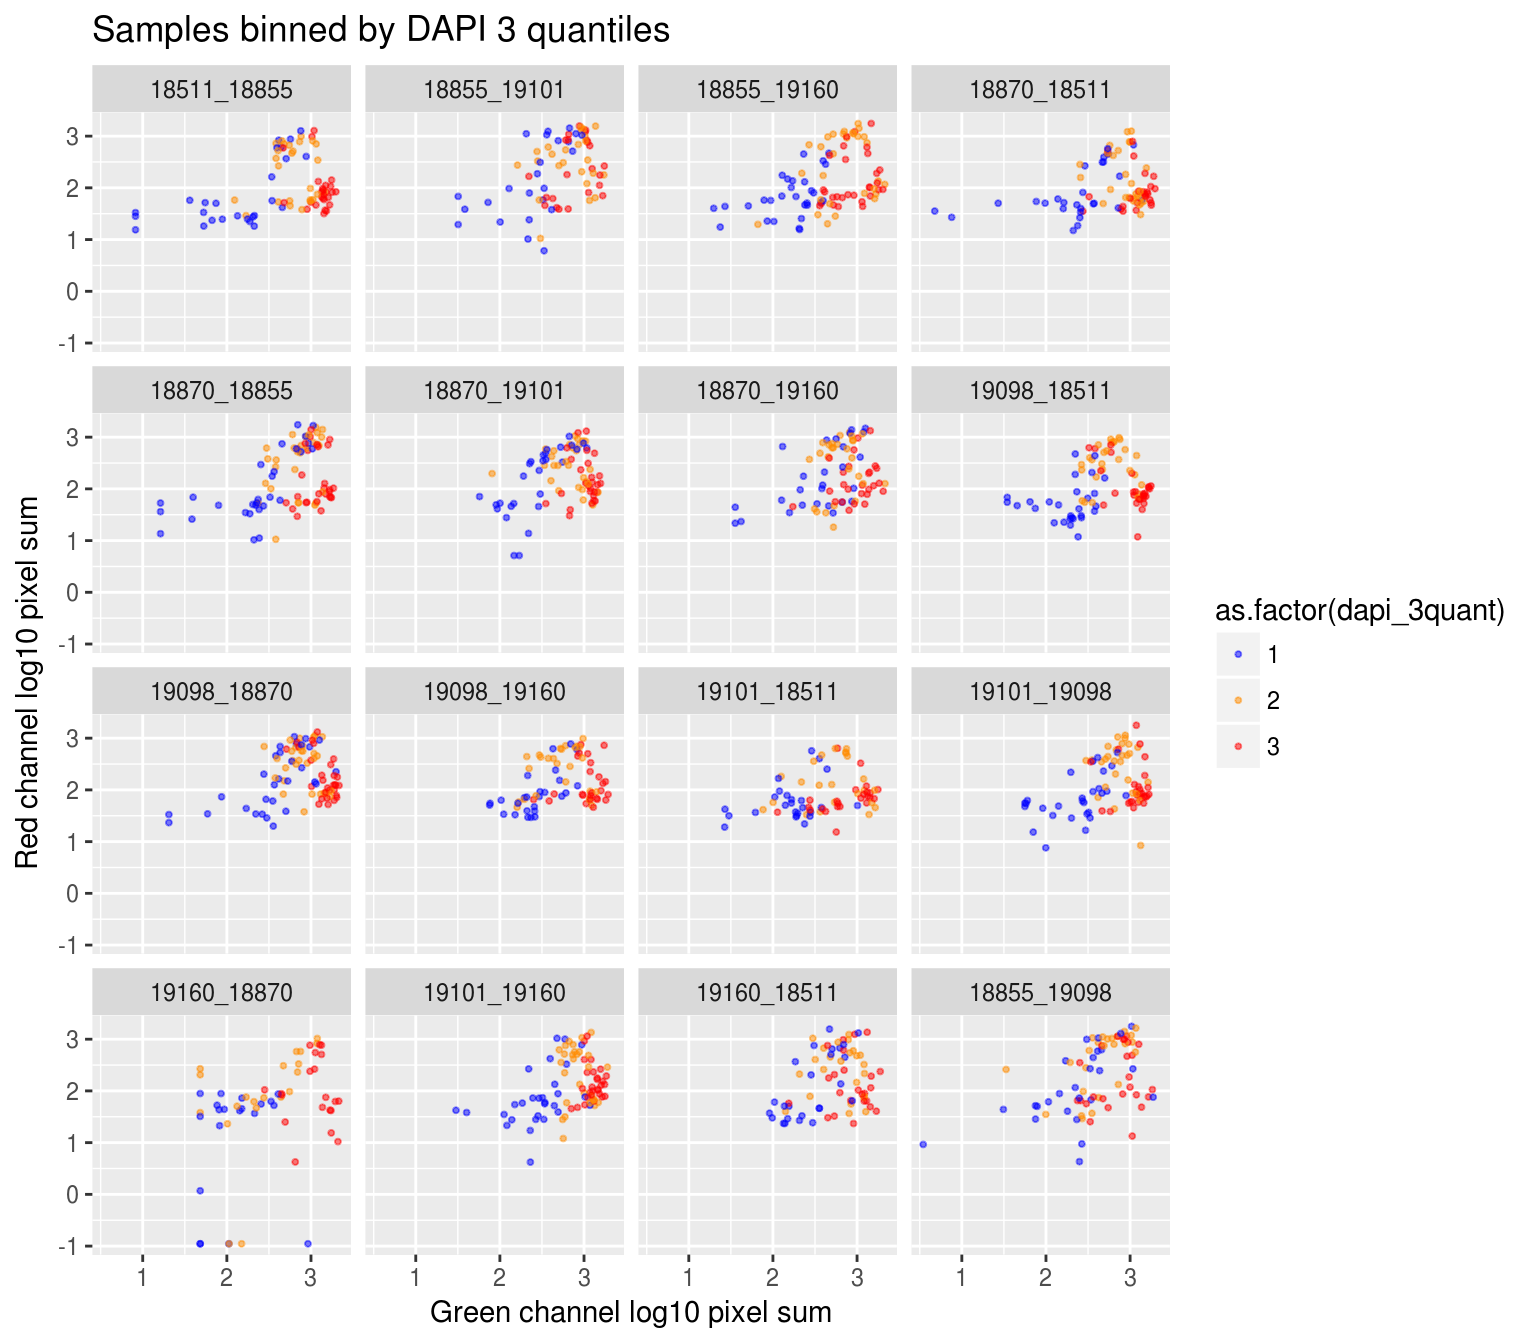 Samples binned by DAPI 3 quantiles
18511_18855 18855_19101 18855_19160 18870_18511
3
2
1
0
-1
18870_18855 18870_19101 18870_19160 19098_18511
3
2
1
0
-1
19098_18870 19098_19160 19101_18511 19101_19098
3
2
1
0
-1
19160_18870 19101_19160 19160_18511 18855_19098
3
2
1
0
-1
1 2 3 1 2 3 1 2 3 1 2 3
Green channel log10 pixel sum
Red channel log10 pixel sum
as.factor(dapi_3quant)
1
2
3